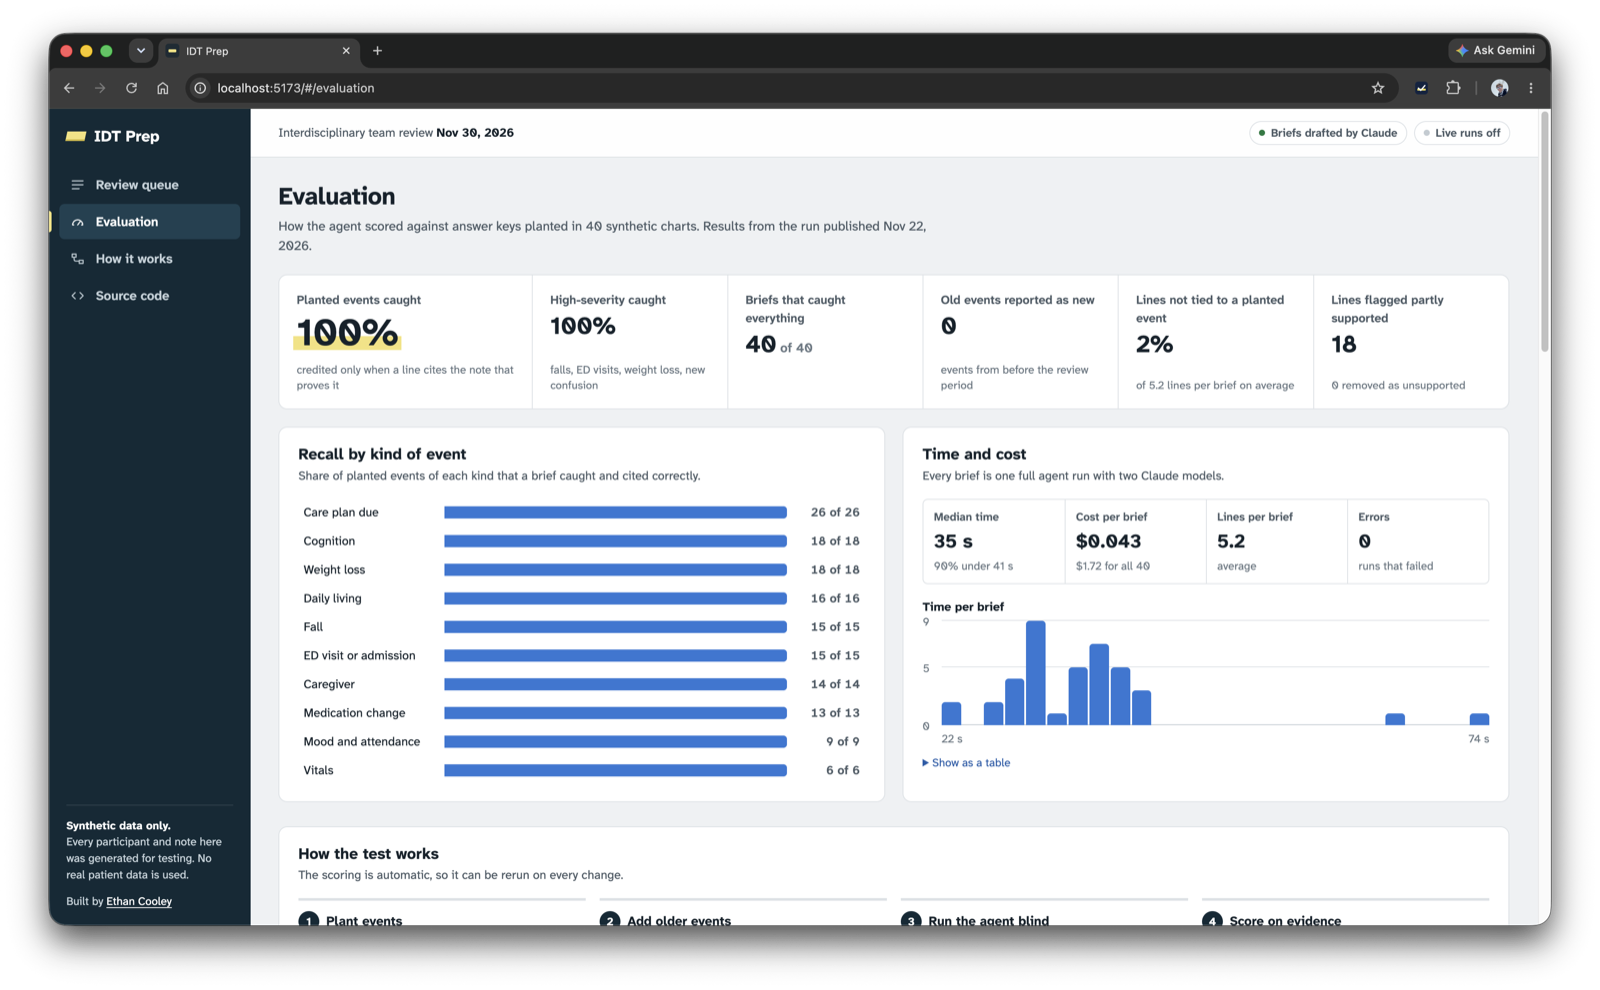 IDT Prep
Ask Gemini
localhost:5173/#/evaluation
IDT Prep
Review queue
Evaluation
How it works
Source code
Synthetic data only.
Every participant and note here
was generated for testing. No
real patient data is used.
Built by Ethan Cooley
Interdisciplinary team review Nov 30, 2026
Briefs drafted by Claude
Live runs off
Evaluation
How the agent scored against answer keys planted in 40 synthetic charts. Results from the run published Nov 22,
2026.
Planted events caught
100%
credited only when a line cites the note that
proves it
High-severity caught
100%
falls, ED visits, weight loss, new
confusion
Briefs that caught
everything
40 of 40
Old events reported as new
0
events from before the review
period
Lines not tied to a planted
event
2%
of 5.2 lines per brief on average
Lines flagged partly
supported
18
0 removed as unsupported
Recall by kind of event
Share of planted events of each kind that a brief caught and cited correctly.
Care plan due 26 of 26
Cognition 18 of 18
Weight loss 18 of 18
Daily living 16 of 16
Fall 15 of 15
ED visit or admission 15 of 15
Caregiver 14 of 14
Medication change 13 of 13
Mood and attendance 9 of 9
Vitals 6 of 6
Time and cost
Every brief is one full agent run with two Claude models.
Median time
35 s
90% under 41 s
Cost per brief
$0.043
$1.72 for all 40
Lines per brief
5.2
average
Errors
0
runs that failed
Time per brief
9
5
0
22 s
74 s
Show as a table
How the test works
The scoring is automatic, so it can be rerun on every change.
1 Plant events
2 Add older events
3 Run the agent blind
4 Score on evidence